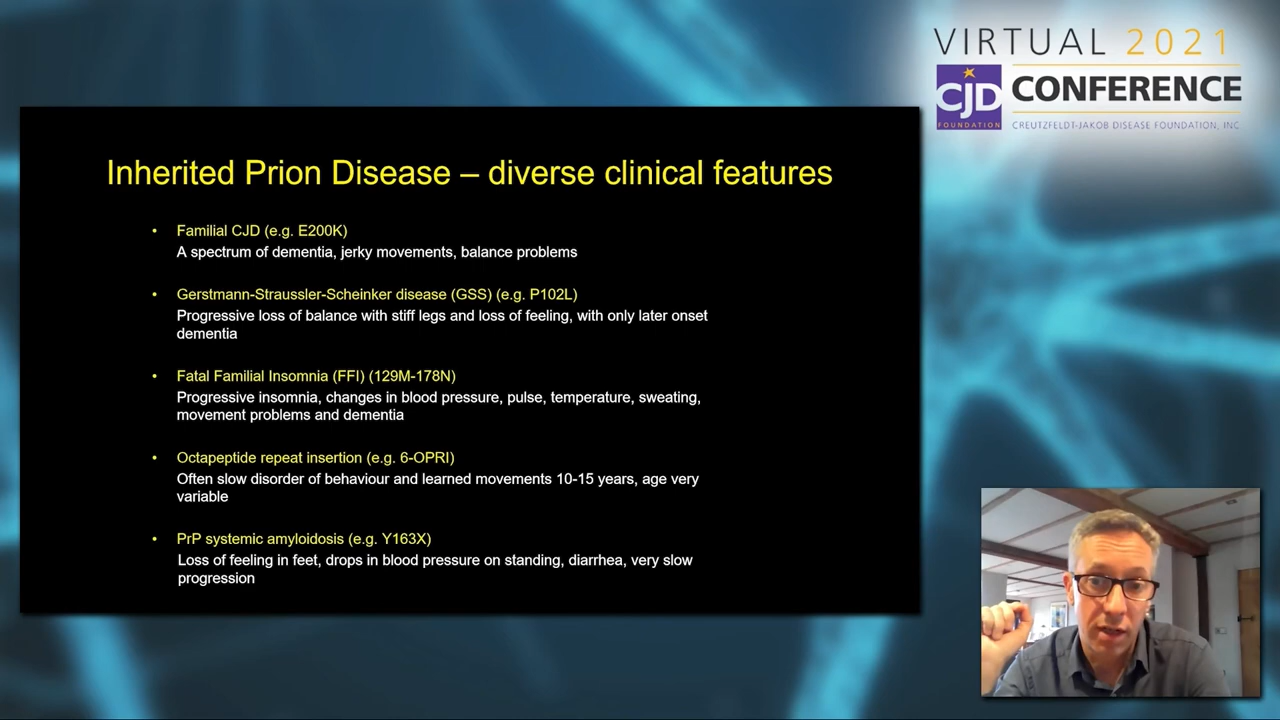 VIRTUAL 2021
CJD
FOUNDATION
CONFERENCE
CREUTZFELDT-JAKOB DISEASE FOUNDATION, INC
Inherited Prion Disease – diverse clinical features
• Familial CJD (e.g. E200K)
A spectrum of dementia, jerky movements, balance problems
• Gerstmann-Straussler-Scheinker disease (GSS) (e.g. P102L)
Progressive loss of balance with stiff legs and loss of feeling, with only later onset
dementia
• Fatal Familial Insomnia (FFI) (129M-178N)
Progressive insomnia, changes in blood pressure, pulse, temperature, sweating,
movement problems and dementia
• Octapeptide repeat insertion (e.g. 6-OPRI)
Often slow disorder of behaviour and learned movements 10-15 years, age very
variable
• PrP systemic amyloidosis (e.g. Y163X)
Loss of feeling in feet, drops in blood pressure on standing, diarrhea, very slow
progression